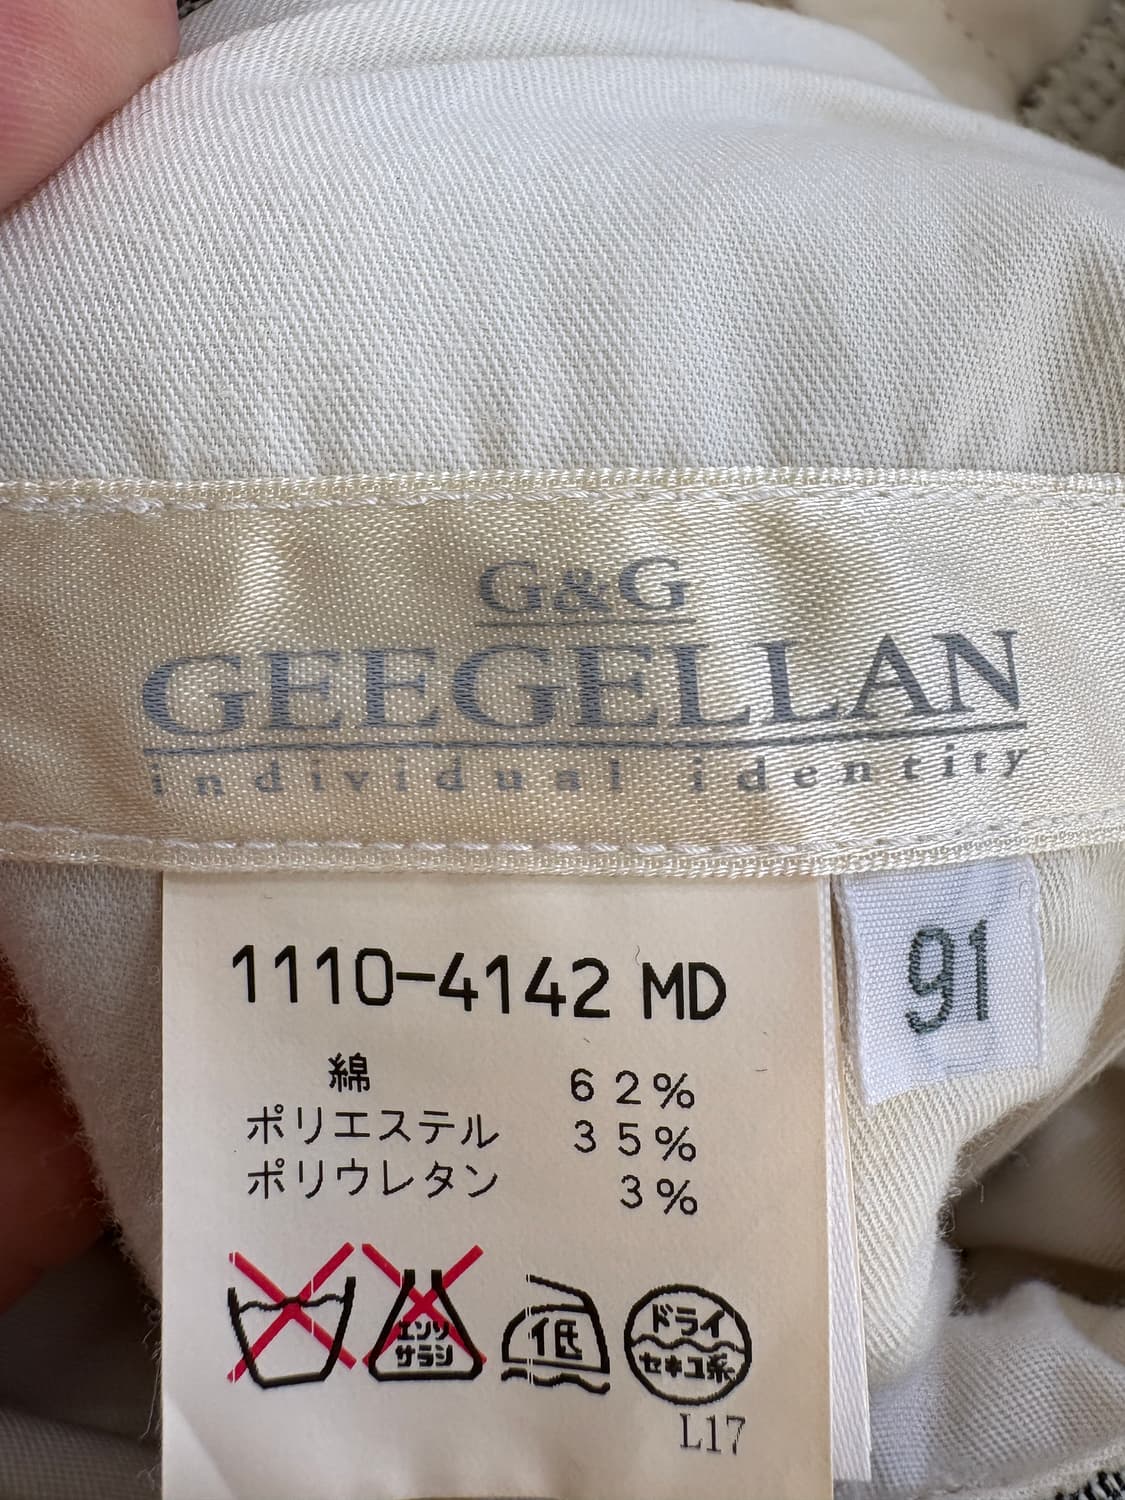 G&G
GEEGELLAN
individual identity
1110-4142 MD
91
綿 62%
ポリエステル 35%
ポリウレタン 3%
エンソ
サラシ
低
ドライ
セキユ系
L17